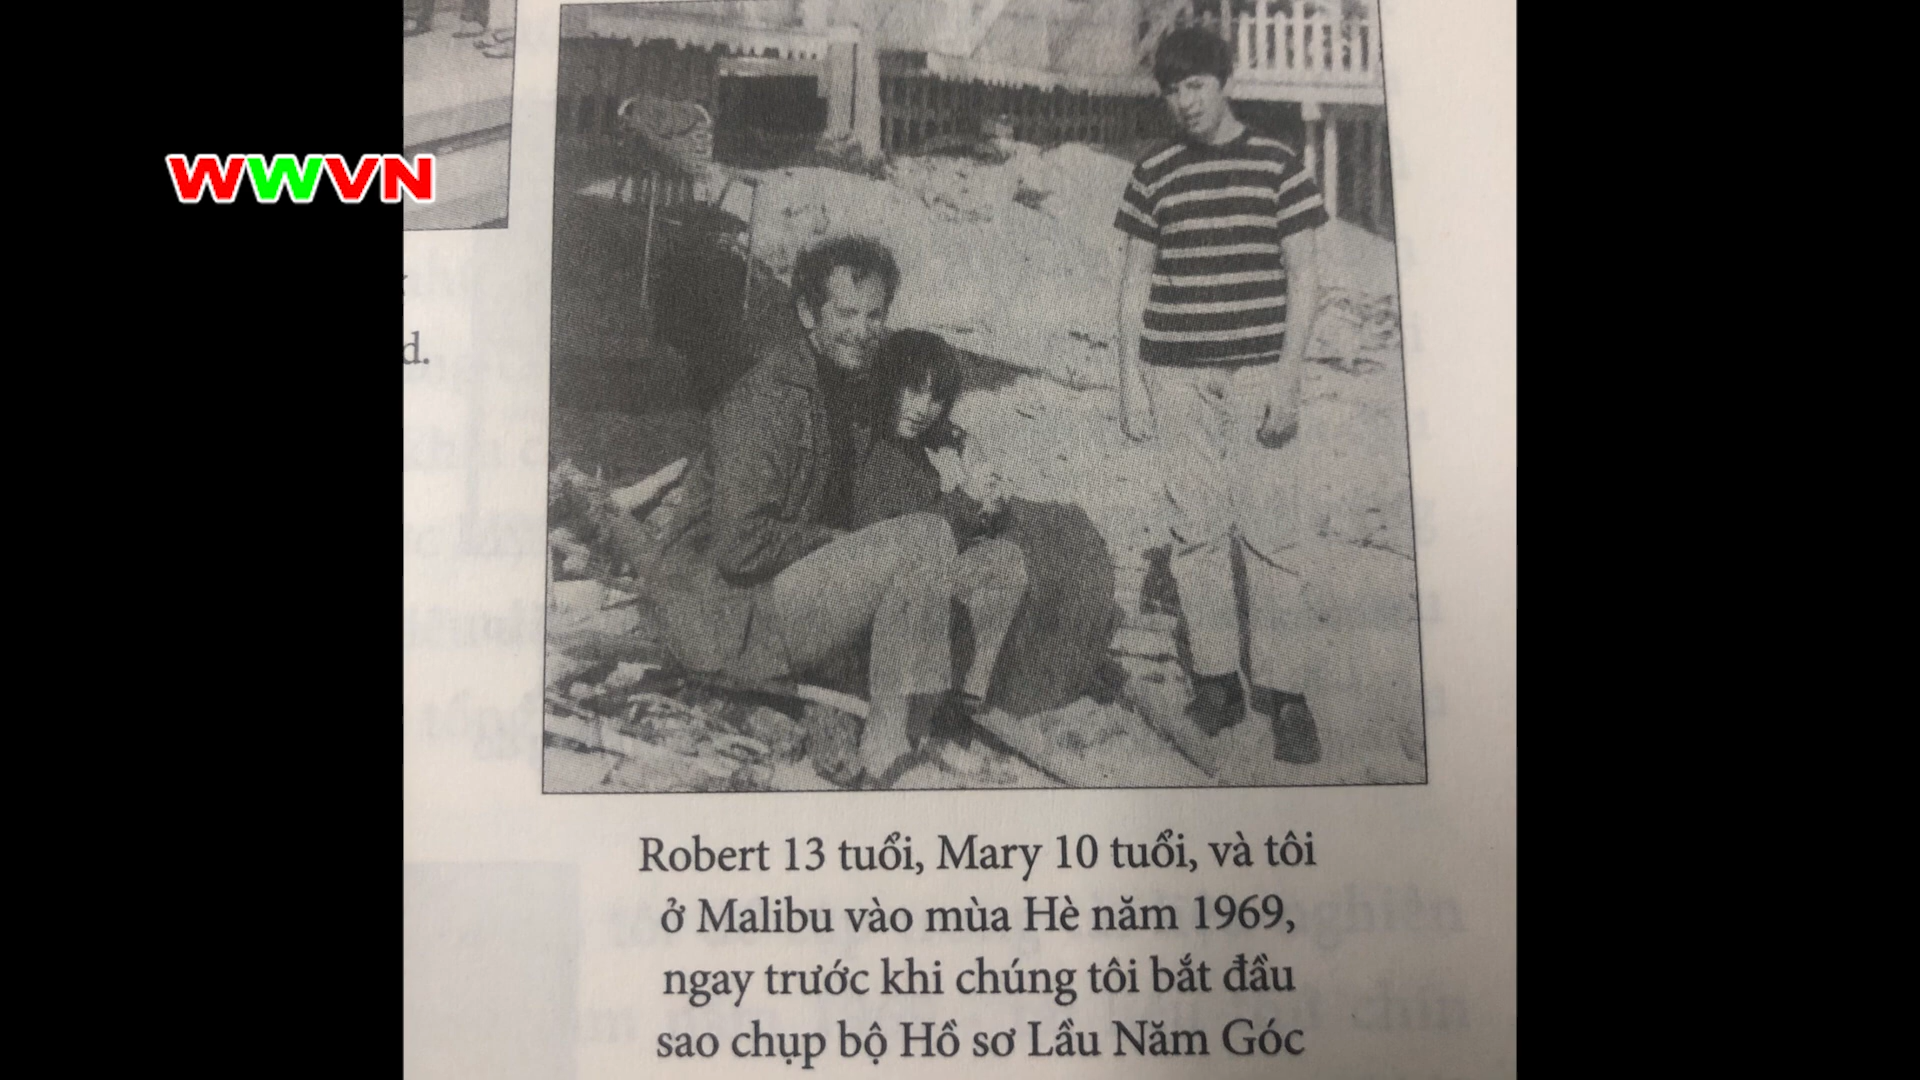 WWVN
d.
Robert 13 tuổi, Mary 10 tuổi, và tôi
ở Malibu vào mùa Hè năm 1969,
ngay trước khi chúng tôi bắt đầu
sao chụp bộ Hồ sơ Lầu Năm Góc